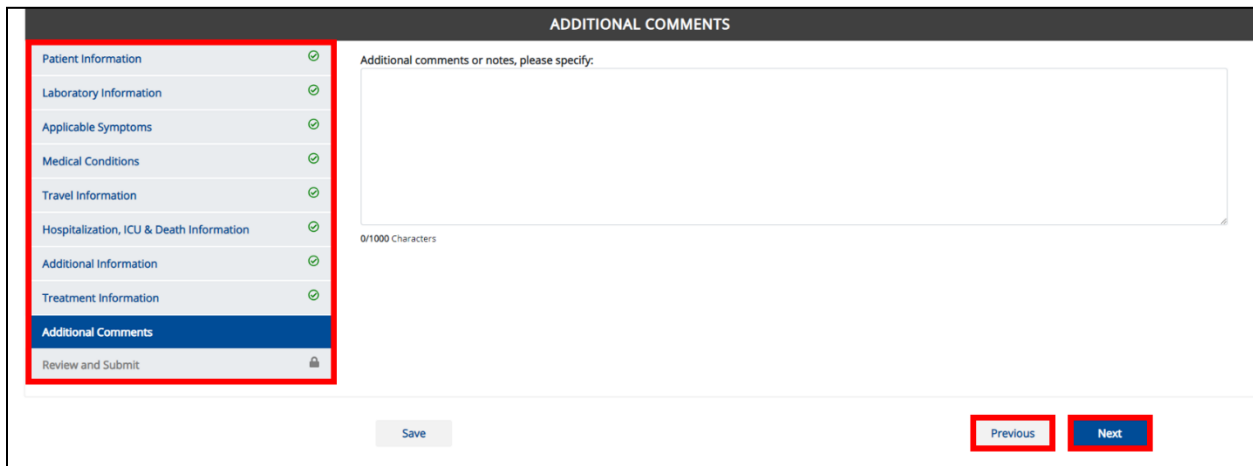 ADDITIONAL COMMENTS
Patient Information
Laboratory Information
Applicable Symptoms
Medical Conditions
Travel Information
Hospitalization, ICU & Death Information
Additional Information
Treatment Information
Additional Comments
Review and Submit
Additional comments or notes, please specify:
0/1000 Characters
Save
Previous
Next